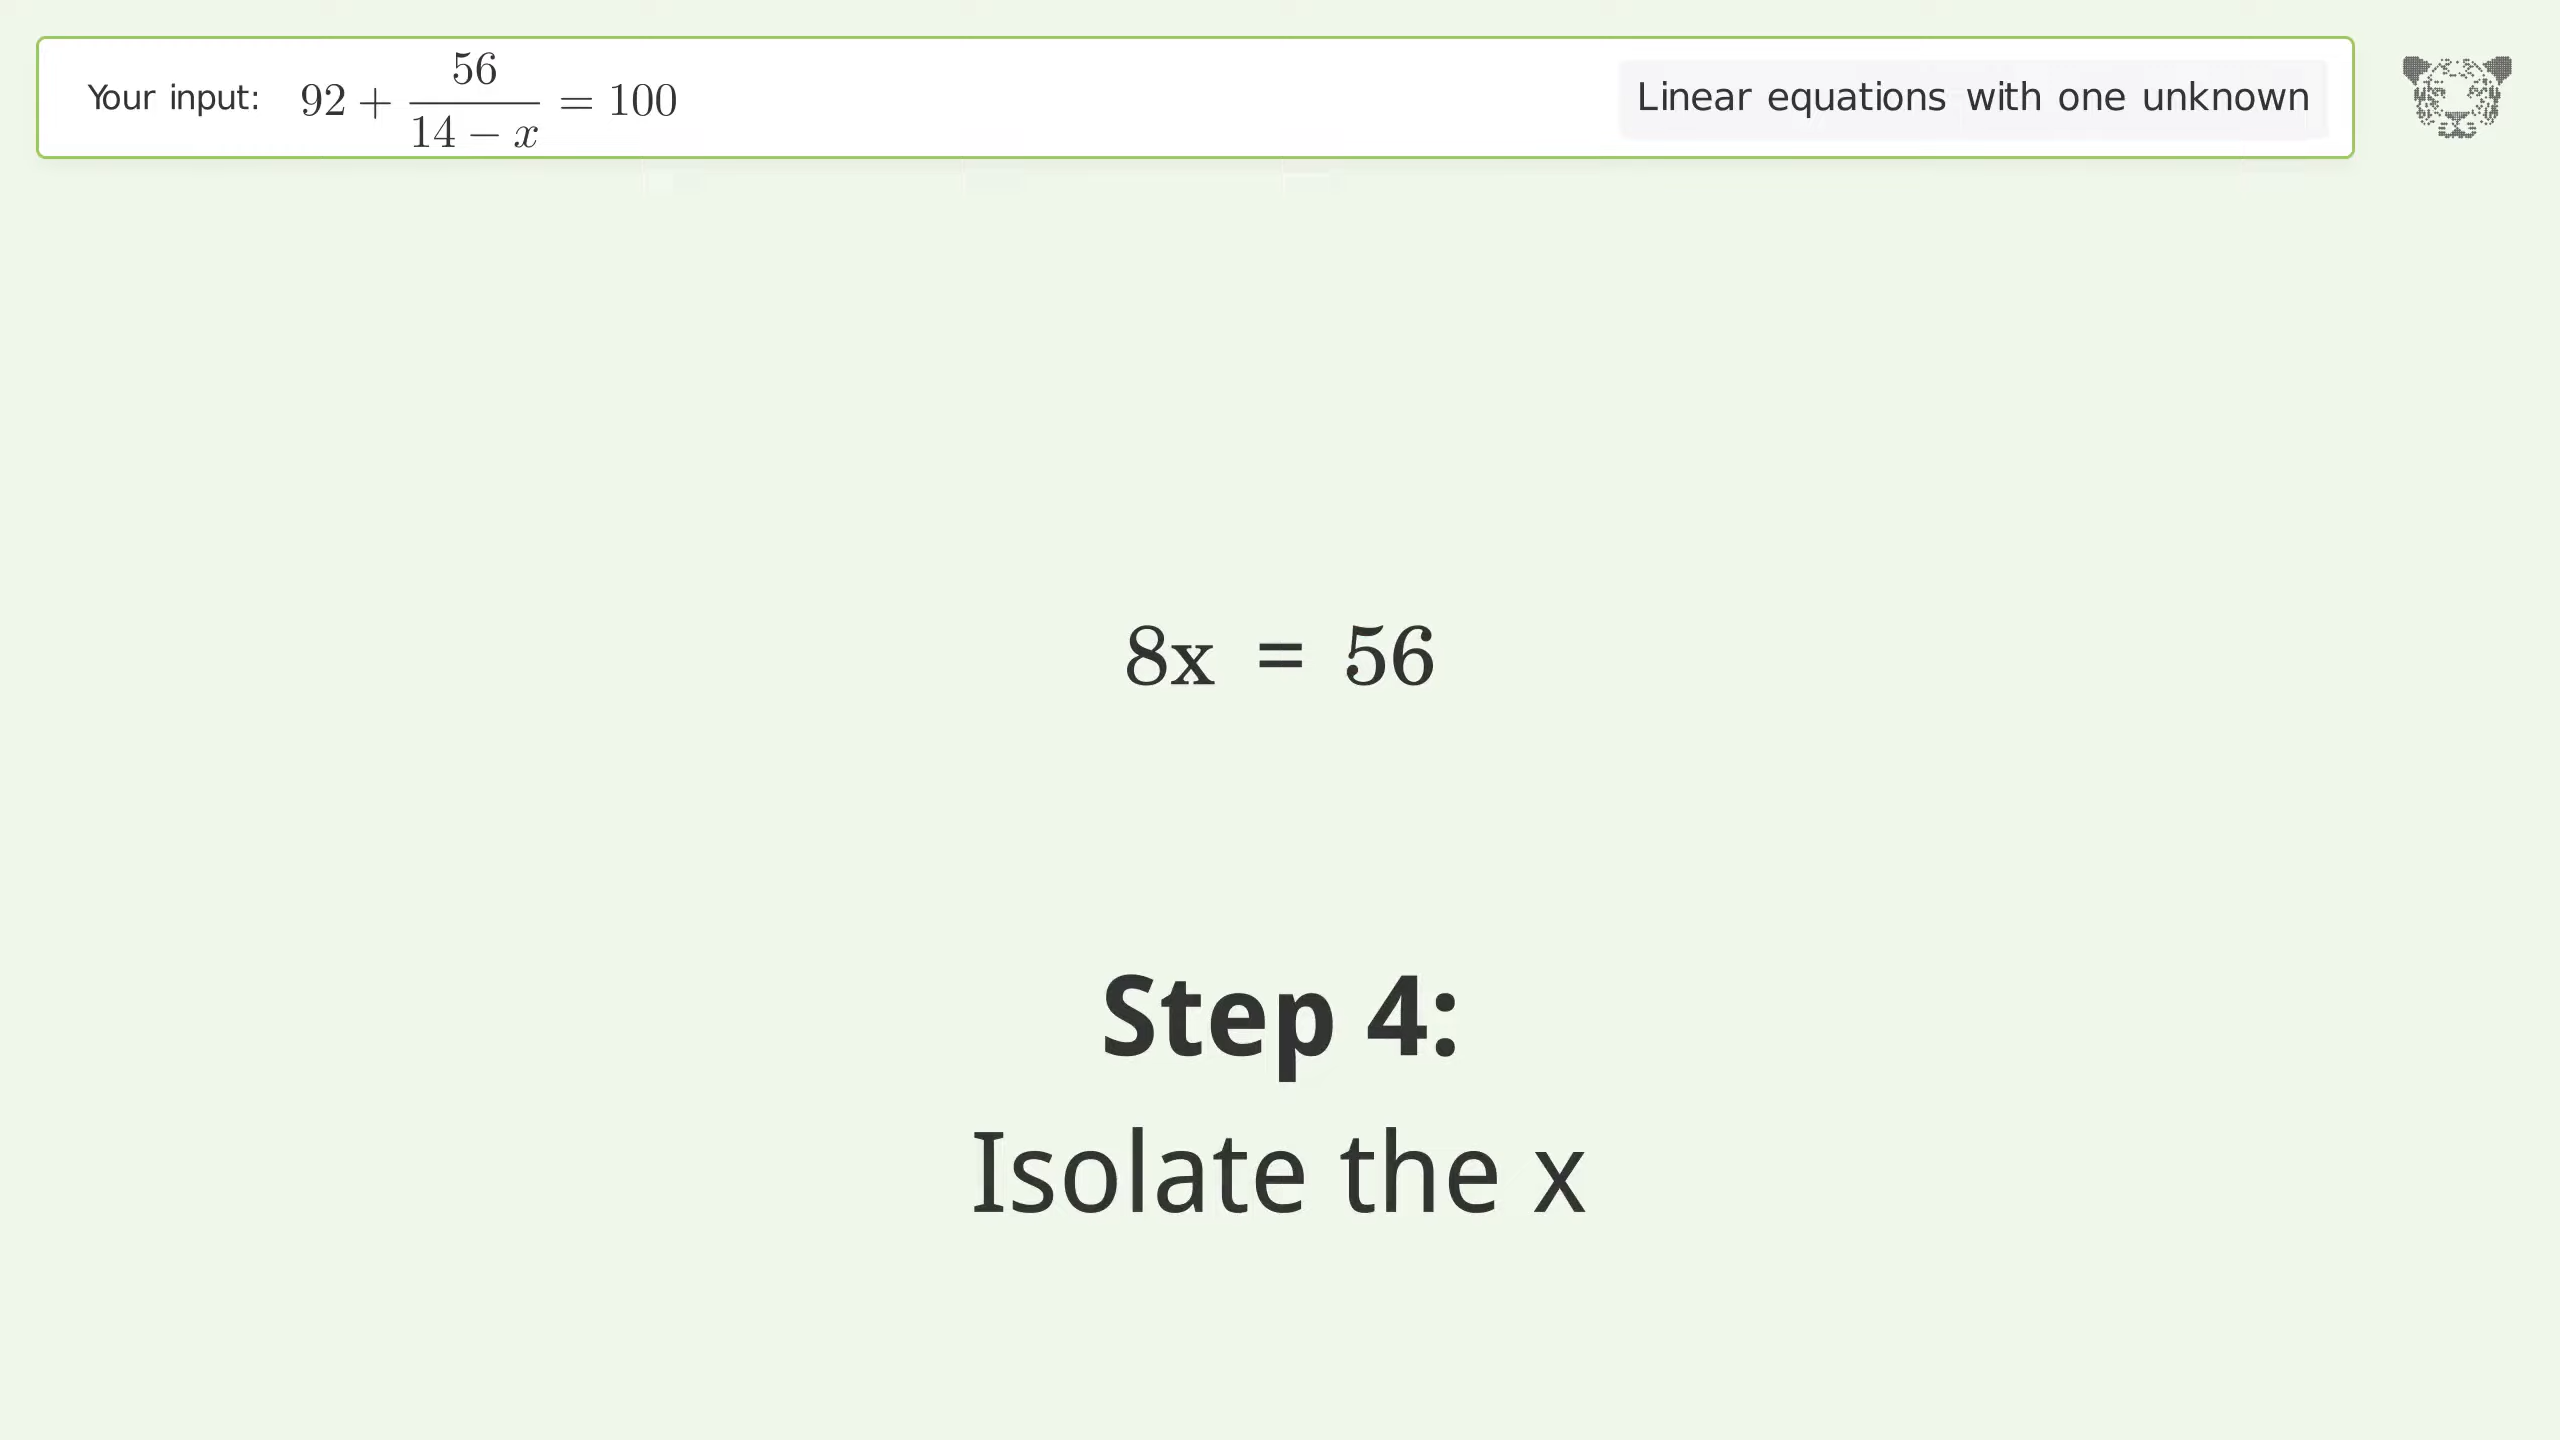 Your input: 92 + 56/(14 − x) = 100
Linear equations with one unknown
8x = 56
Step 4:
Isolate the x